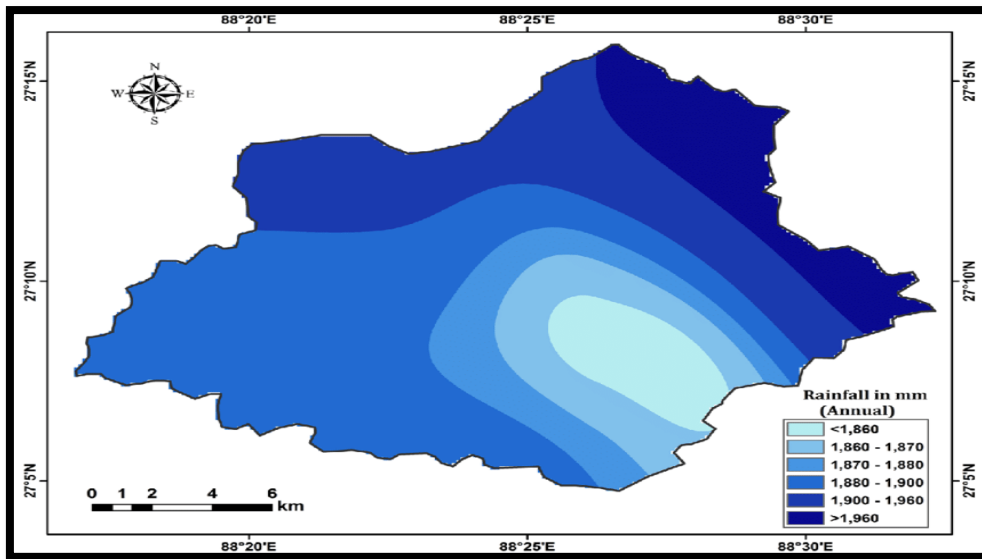 88°20'E 88°25'E 88°30'E
27°15'N 27°15'N
N
W E
S
27°10'N 27°10'N
Rainfall in mm
(Annual)
<1,860
1,860 - 1,870
1,870 - 1,880
1,880 - 1,900
1,900 - 1,960
>1,960
27°5'N 27°5'N
0 1 2 4 6
km
88°20'E 88°25'E 88°30'E